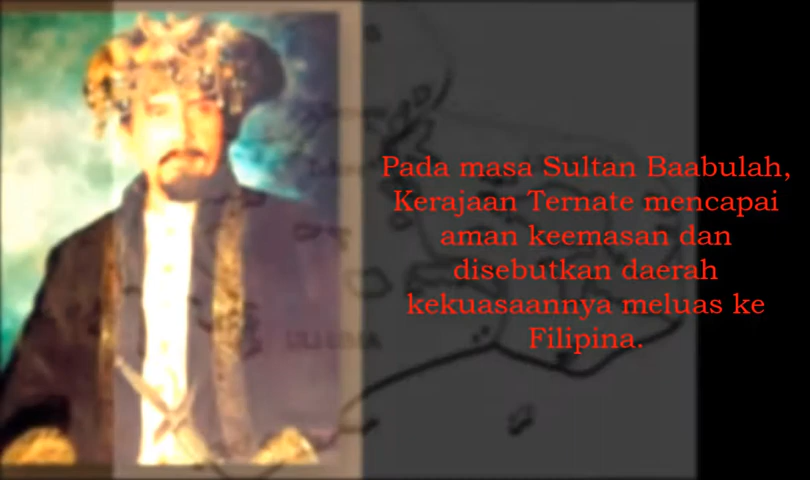 Pada masa Sultan Baabulah,
Kerajaan Ternate mencapai
aman keemasan dan
disebutkan daerah
kekuasaannya meluas ke
Filipina.